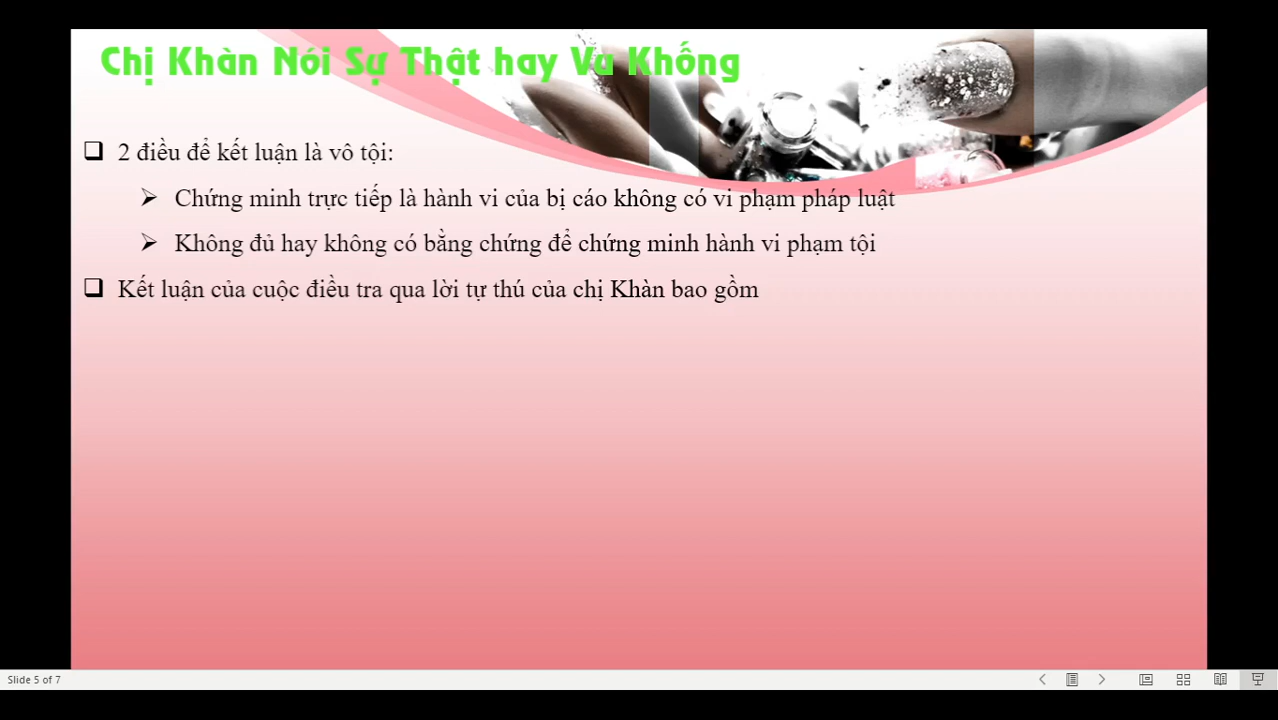 Chị Khàn Nói Sự Thật hay Vu Khống
❑ 2 điều để kết luận là vô tội:
➢ Chứng minh trực tiếp là hành vi của bị cáo không có vi phạm pháp luật
➢ Không đủ hay không có bằng chứng để chứng minh hành vi phạm tội
❑ Kết luận của cuộc điều tra qua lời tự thú của chị Khàn bao gồm
Slide 5 of 7